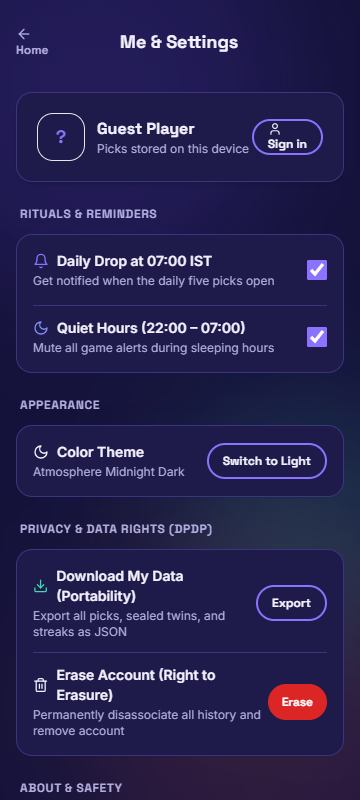 ←
Home
Me & Settings
?
Guest Player
Picks stored on this device
Sign in
RITUALS & REMINDERS
Daily Drop at 07:00 IST
Get notified when the daily five picks open
Quiet Hours (22:00 – 07:00)
Mute all game alerts during sleeping hours
APPEARANCE
Color Theme
Atmosphere Midnight Dark
Switch to Light
PRIVACY & DATA RIGHTS (DPDP)
Download My Data
(Portability)
Export all picks, sealed twins, and
streaks as JSON
Export
Erase Account (Right to
Erasure)
Permanently disassociate all history and
remove account
Erase
ABOUT & SAFETY